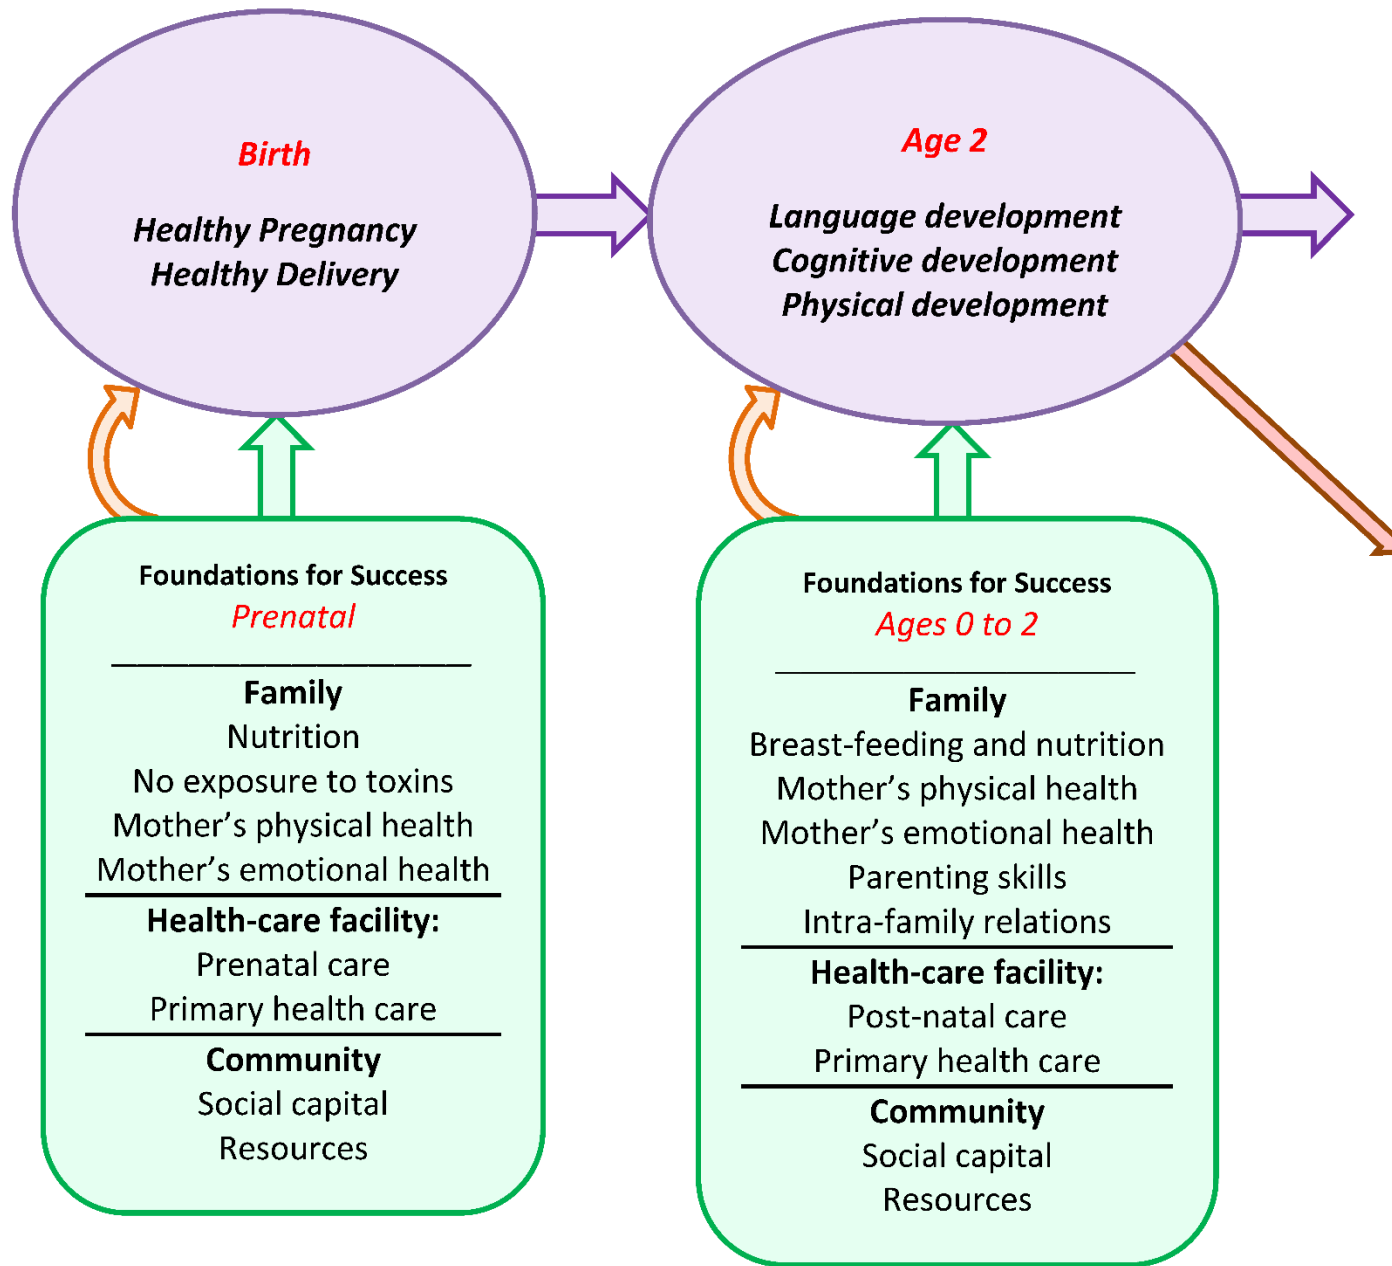 Birth
Healthy Pregnancy
Healthy Delivery
Age 2
Language development
Cognitive development
Physical development
Foundations for Success
Prenatal
Family
Nutrition
No exposure to toxins
Mother’s physical health
Mother’s emotional health
Health-care facility:
Prenatal care
Primary health care
Community
Social capital
Resources
Foundations for Success
Ages 0 to 2
Family
Breast-feeding and nutrition
Mother’s physical health
Mother’s emotional health
Parenting skills
Intra-family relations
Health-care facility:
Post-natal care
Primary health care
Community
Social capital
Resources